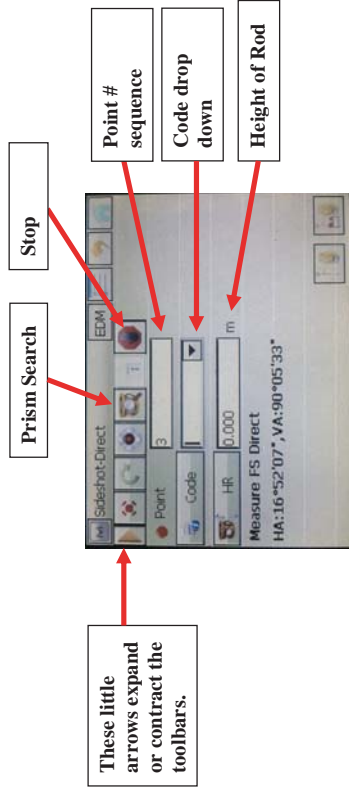 Prism Search
Stop
These little
arrows expand
or contract the
toolbars.
Sideshot-Direct
EDM
Point
3
Code
HR
0.000
m
Measure FS Direct
HA:16°52'07",VA:90°05'33"
Point #
sequence
Code drop
down
Height of Rod